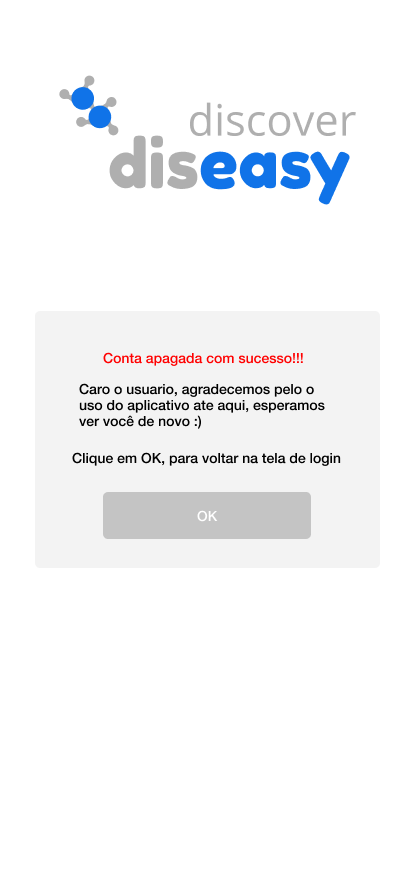 discover
diseasy
Conta apagada com sucesso!!!
Caro o usuario, agradecemos pelo o
uso do aplicativo ate aqui, esperamos
ver você de novo :)
Clique em OK, para voltar na tela de login
OK